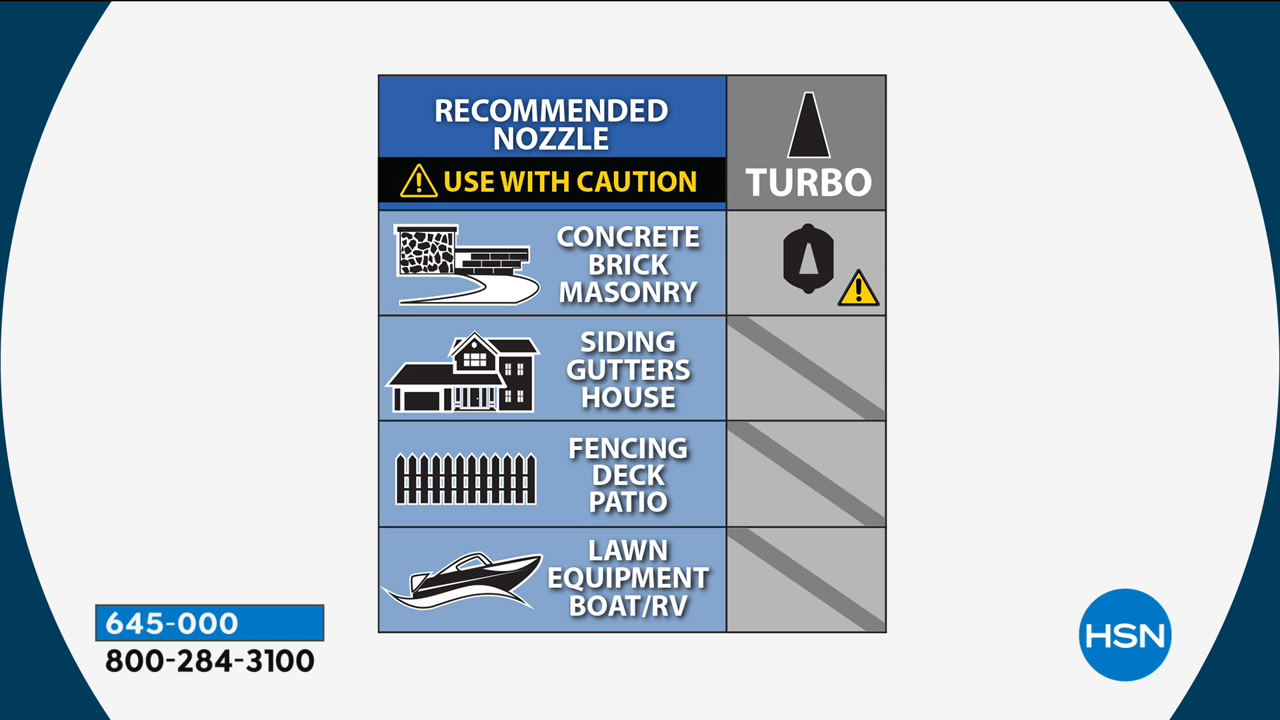 RECOMMENDED
NOZZLE
USE WITH CAUTION
TURBO
CONCRETE
BRICK
MASONRY
SIDING
GUTTERS
HOUSE
FENCING
DECK
PATIO
LAWN
EQUIPMENT
BOAT/RV
645-000
800-284-3100
HSN